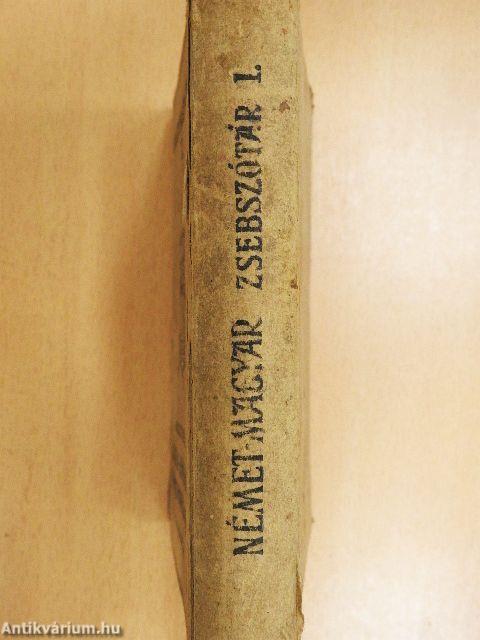 NÉMET-MAGYAR ZSEBSZÓTÁR I.
Antikvárium.hu